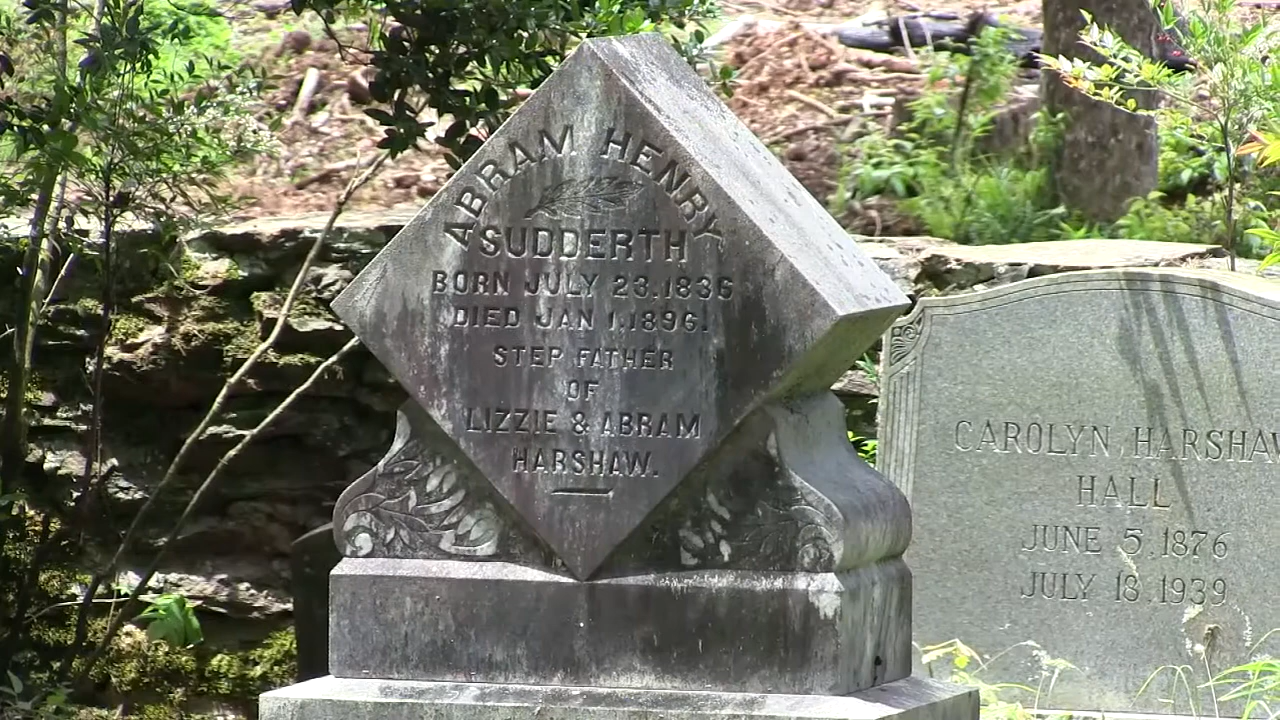 ABRAM HENRY
SUDDERTH
BORN JULY 23.1836
DIED JAN 1.1896.
STEP FATHER
OF
LIZZIE & ABRAM
HARSHAW.
CAROLYN HARSHAW
HALL
JUNE 5,1876
JULY 18,1939